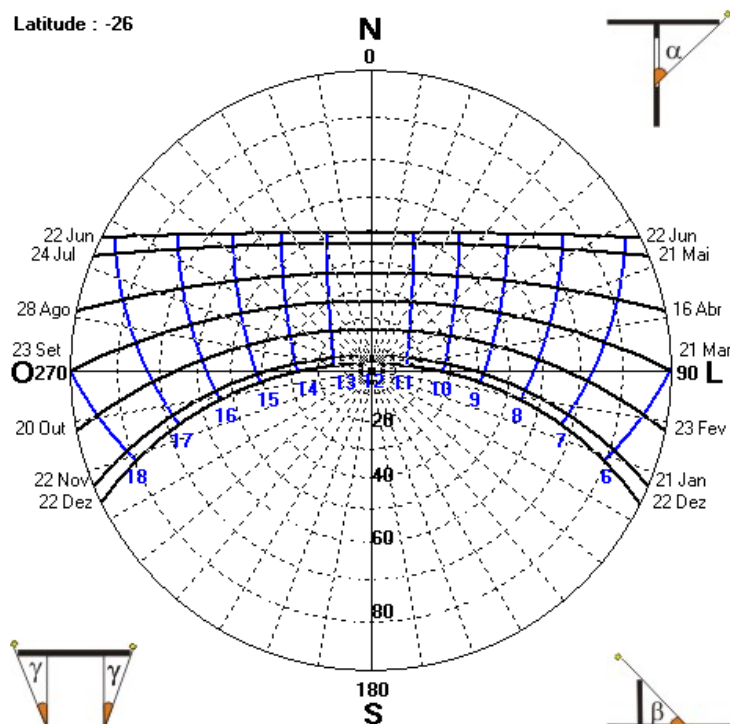 Latitude : -26
N
0
α
22 Jun
22 Jun
24 Jul
21 Mai
28 Ago
16 Abr
23 Set
21 Mar
O 270
90 L
13 12 11
14
10
15
9
16
8
20
20 Out
17
7
23 Fev
18
6
40
22 Nov
21 Jan
22 Dez
22 Dez
60
80
γ
γ
β
180
S